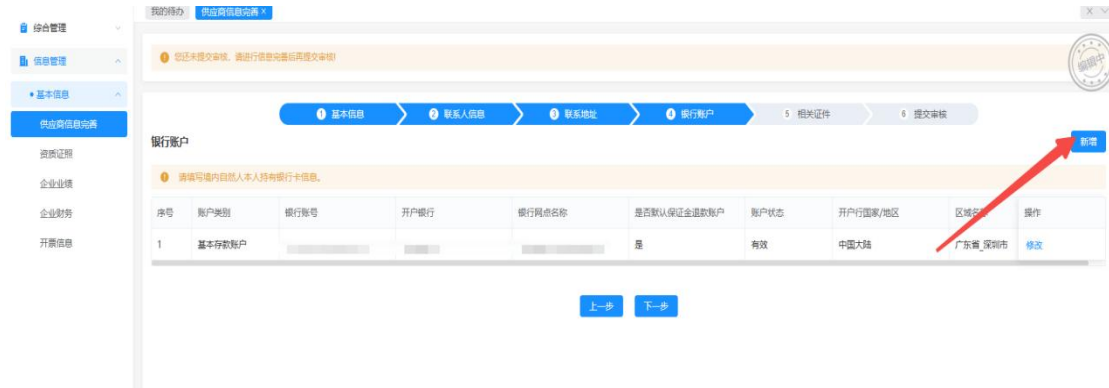 我的待办 供应商信息完善 ×
综合管理
信息管理
您还未提交审核，请进行信息完善后再提交审核!
编辑中
基本信息
1 基本信息 2 联系人信息 3 联系地址 4 银行账户 5 相关证件 6 提交审核
供应商信息完善
银行账户
新增
资质证照
请填写境内自然人本人持有银行卡信息。
企业业绩
企业财务
序号 账户类别 银行账号 开户银行 银行网点名称 是否默认保证金退款账户 账户状态 开户行国家/地区 区域名 操作
开票信息
1 基本存款账户 是 有效 中国大陆 广东省_深圳市 修改
上一步 下一步